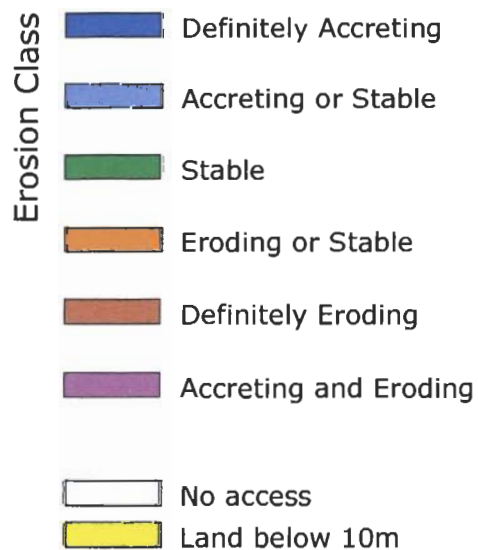 Erosion Class
Definitely Accreting
Accreting or Stable
Stable
Eroding or Stable
Definitely Eroding
Accreting and Eroding
No access
Land below 10m